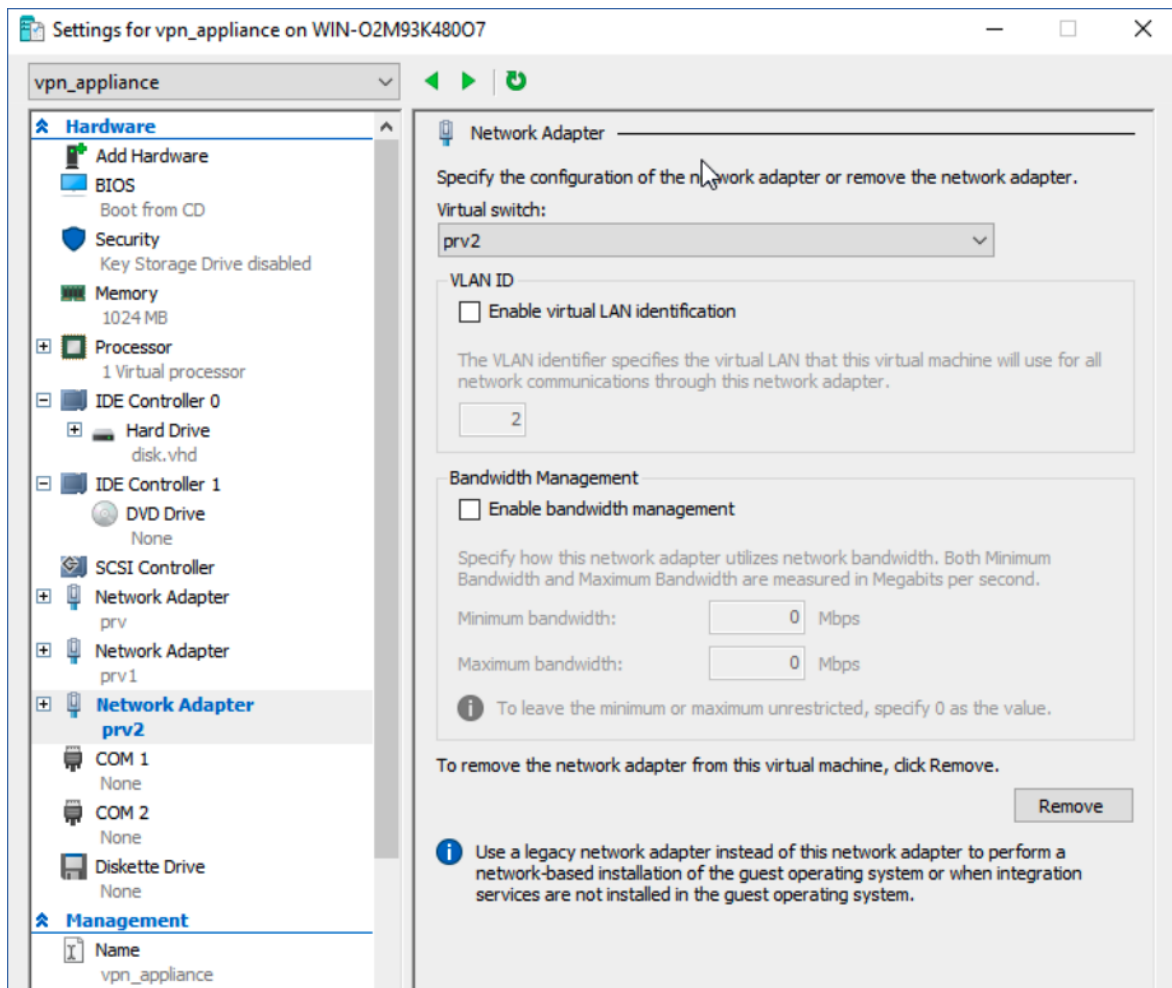 Settings for vpn_appliance on WIN-O2M93K480O7
vpn_appliance
Hardware
Add Hardware
BIOS
Boot from CD
Security
Key Storage Drive disabled
Memory
1024 MB
Processor
1 Virtual processor
IDE Controller 0
Hard Drive
disk.vhd
IDE Controller 1
DVD Drive
None
SCSI Controller
Network Adapter
prv
Network Adapter
prv1
Network Adapter
prv2
COM 1
None
COM 2
None
Diskette Drive
None
Management
Name
vpn_appliance
Network Adapter
Specify the configuration of the network adapter or remove the network adapter.
Virtual switch:
prv2
VLAN ID
Enable virtual LAN identification
The VLAN identifier specifies the virtual LAN that this virtual machine will use for all
network communications through this network adapter.
2
Bandwidth Management
Enable bandwidth management
Specify how this network adapter utilizes network bandwidth. Both Minimum
Bandwidth and Maximum Bandwidth are measured in Megabits per second.
Minimum bandwidth: 0 Mbps
Maximum bandwidth: 0 Mbps
To leave the minimum or maximum unrestricted, specify 0 as the value.
To remove the network adapter from this virtual machine, click Remove.
Remove
Use a legacy network adapter instead of this network adapter to perform a
network-based installation of the guest operating system or when integration
services are not installed in the guest operating system.